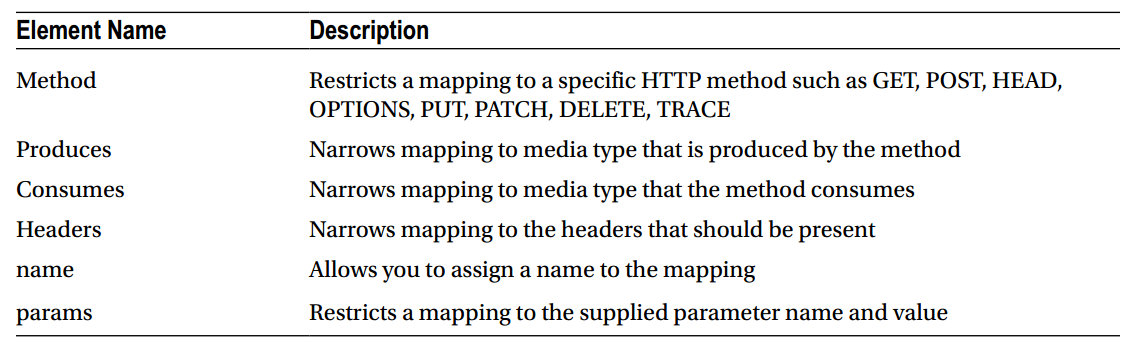 Element Name Description
Method Restricts a mapping to a specific HTTP method such as GET, POST, HEAD,
OPTIONS, PUT, PATCH, DELETE, TRACE
Produces Narrows mapping to media type that is produced by the method
Consumes Narrows mapping to media type that the method consumes
Headers Narrows mapping to the headers that should be present
name Allows you to assign a name to the mapping
params Restricts a mapping to the supplied parameter name and value